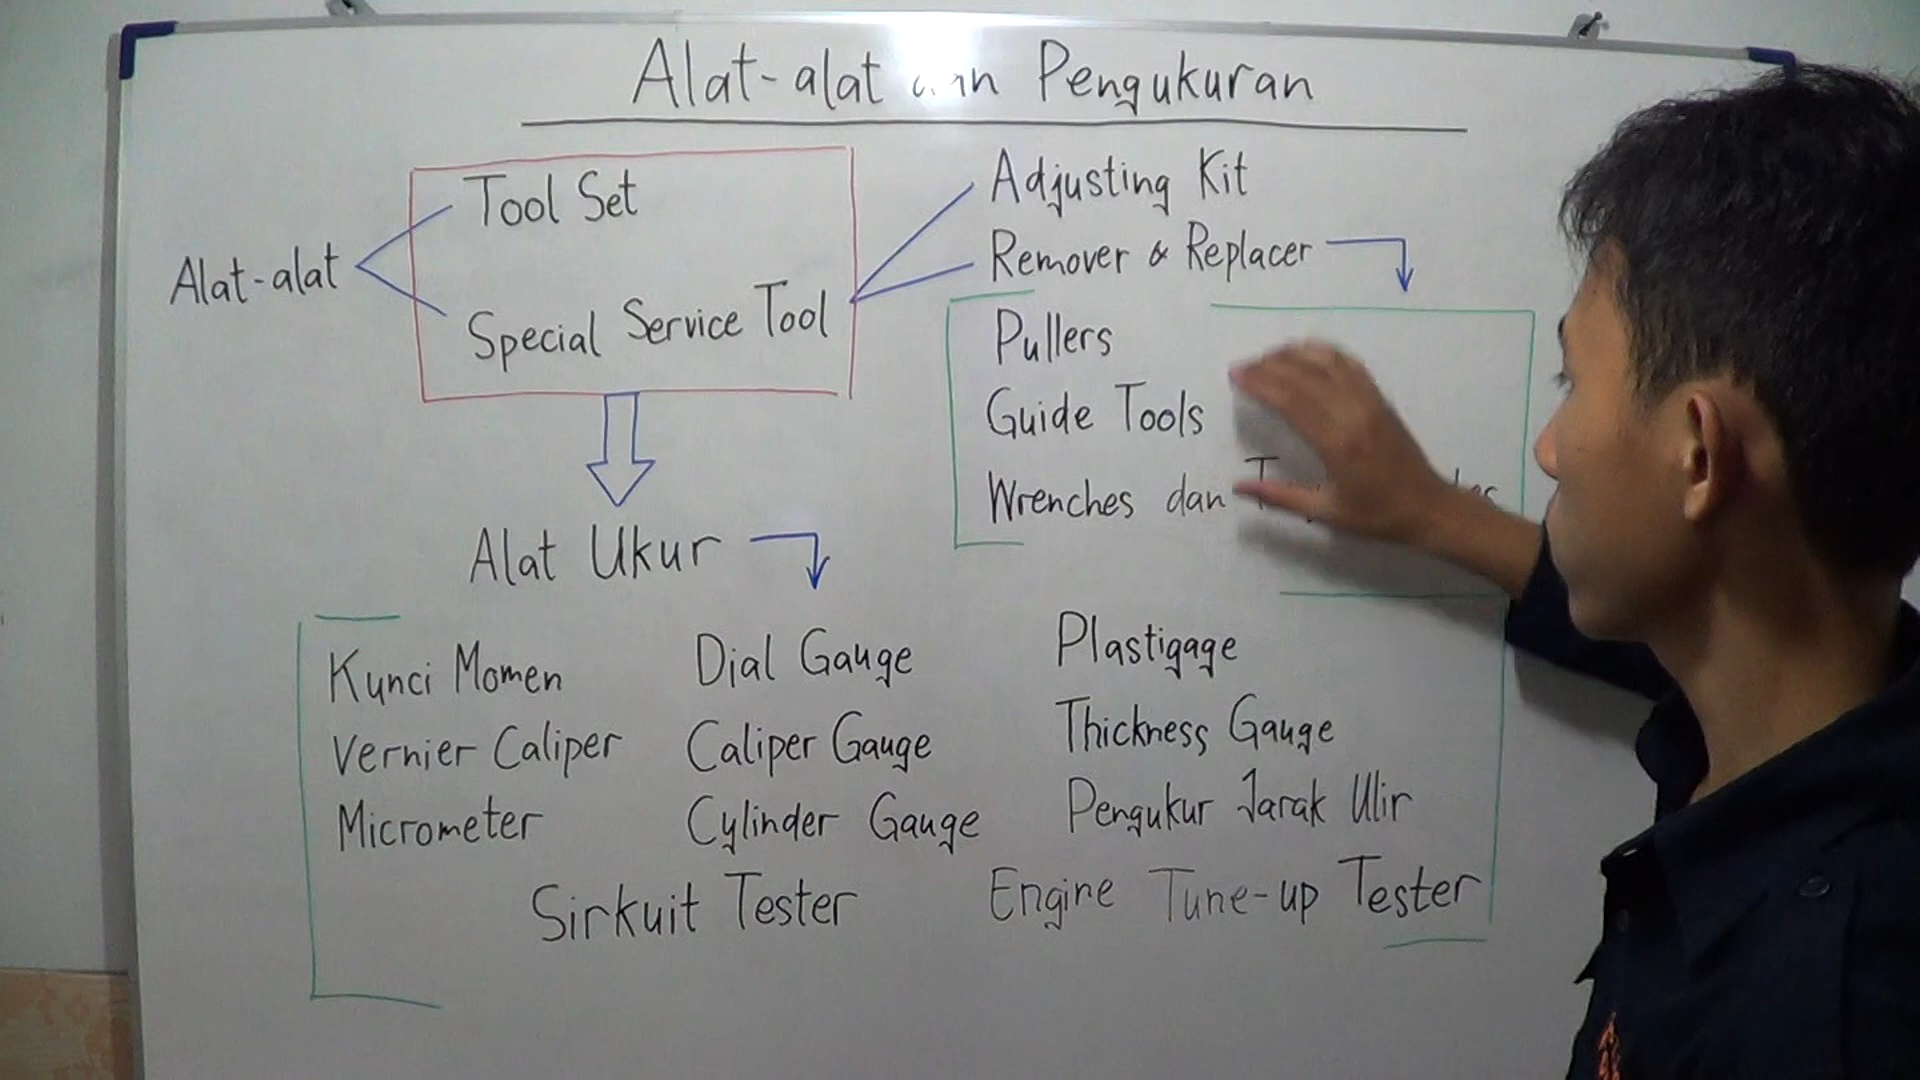 Alat-alat dan Pengukuran
Alat-alat
Tool Set
Special Service Tool
Adjusting Kit
Remover & Replacer
Pullers
Guide Tools
Wrenches dan
Alat Ukur
Kunci Momen
Vernier Caliper
Micrometer
Dial Gauge
Caliper Gauge
Cylinder Gauge
Plastigage
Thickness Gauge
Pengukur Jarak Ulir
Sirkuit Tester
Engine Tune-up Tester